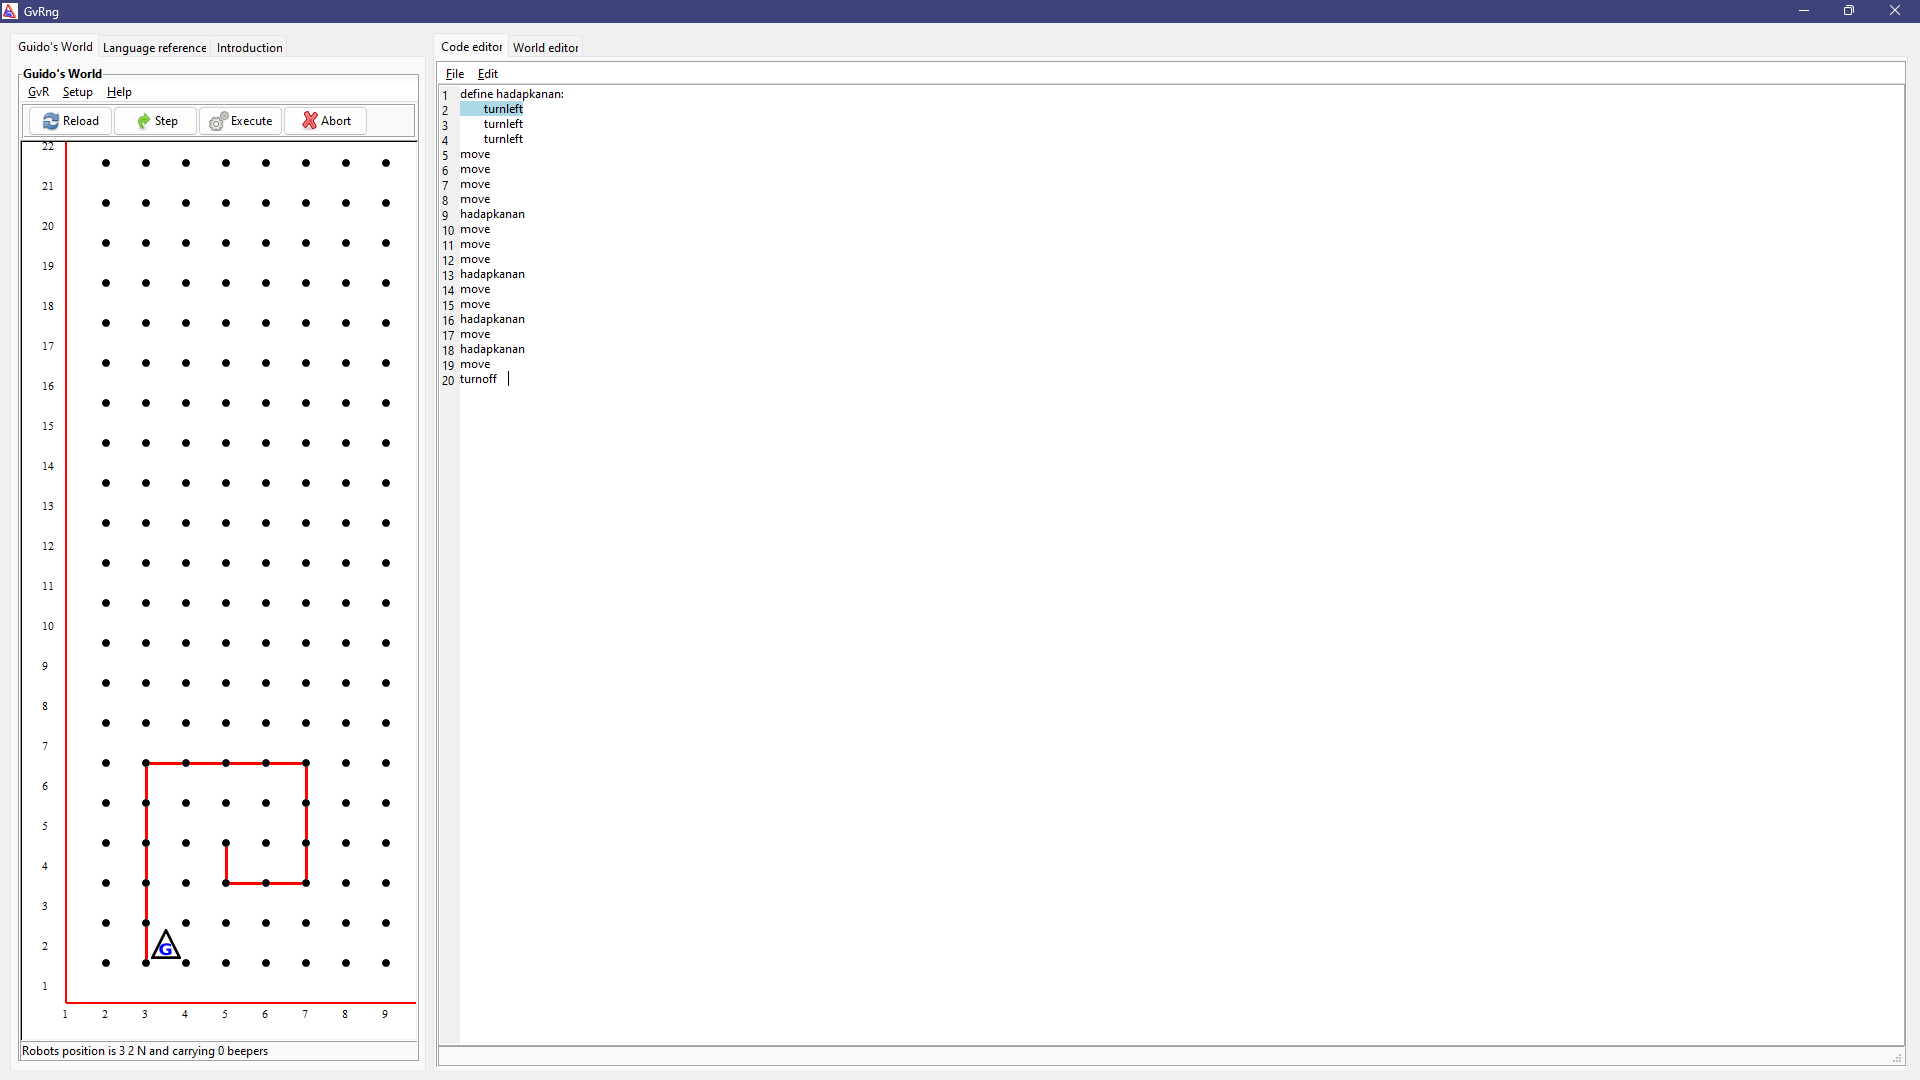 GvRng
Guido's World Language reference Introduction
Guido's World
GvR Setup Help
Reload Step Execute Abort
22
21
20
19
18
17
16
15
14
13
12
11
10
9
8
7
6
5
4
3
2
1
G
1 2 3 4 5 6 7 8 9
Robots position is 3 2 N and carrying 0 beepers
Code editor World editor
File Edit
1 define hadapkanan:
2 turnleft
3 turnleft
4 turnleft
5 move
6 move
7 move
8 move
9 hadapkanan
10 move
11 move
12 move
13 hadapkanan
14 move
15 move
16 hadapkanan
17 move
18 hadapkanan
19 move
20 turnoff